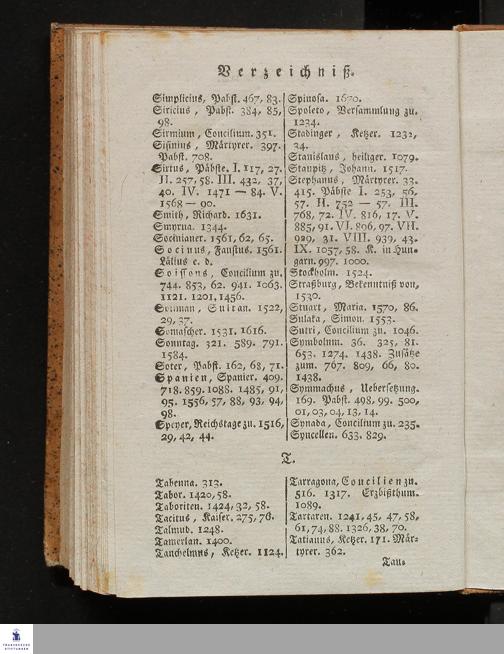 Verzeichniß.
Simplicius, Pabst. 467, 83.
Siricius, Pabst. 384, 85,
98.
Sirmium, Concilium. 351.
Sisinius, Märtyrer. 397.
Pabst. 708.
Sixtus, Päbste. I. 117, 27.
II. 257, 58. III. 432, 37,
40. IV. 1471 — 84. V.
1568 — 90.
Smith, Richard. 1631.
Smyrna. 1344.
Socinianer. 1561, 62, 65.
Socinus, Faustus. 1561.
Lälius e. d.
Soissons, Concilium zu.
744. 853, 62. 941. 1063.
1121. 1201, 1456.
Soliman, Sultan. 1522,
29, 37.
Somascher. 1531. 1616.
Sonntag. 321. 589. 791.
1584.
Soter, Pabst. 162, 68, 71.
Spanien, Spanier. 409.
718. 859. 1088. 1485, 91,
95. 1556, 57, 88, 93, 94,
98.
Speyer, Reichstage zu. 1516,
29, 42, 44.
Spinosa. 1670.
Spoleto, Versammlung zu.
1234.
Stadinger, Ketzer. 1232,
34.
Stanislaus, heiliger. 1079.
Staupitz, Johann. 1517.
Stephanus, Märtyrer. 33.
415. Päbste I. 253, 56,
57. II. 752 — 57. III.
768, 72. IV. 816, 17. V.
885, 91. VI. 896, 97. VII.
929, 31. VIII. 939, 43.
IX. 1057, 58. K. in Hun-
garn. 997. 1000.
Stockholm. 1524.
Straßburg, Bekenntniß von,
1530.
Stuart, Maria. 1570, 86.
Sulaka, Simon. 1553.
Sutri, Concilium zu. 1046.
Symbolum. 36. 325, 81.
653. 1274. 1438. Zusätze
zum. 767. 809, 66, 80.
1438.
Symmachus, Uebersetzung.
169. Pabst. 498, 99. 500,
01, 03, 04, 13, 14.
Synada, Concilium zu. 235.
Syncellen. 633. 829.
T.
Tabenna. 313.
Tabor. 1420, 58.
Taboriten. 1424, 32, 58.
Tacitus, Kaiser. 275, 76.
Talmud. 1248.
Tamerlan. 1400.
Tanchelmus, Ketzer. 1124.
Tarragona, Concilien zu.
516. 1317. Erzbißthum.
1089.
Tartaren. 1241, 45, 47, 58,
61, 74, 88. 1326, 38, 70.
Tatianus, Ketzer. 171. Mär-
tyrer. 362.
Tau-
FRANCKESCHE
STIFTUNGEN